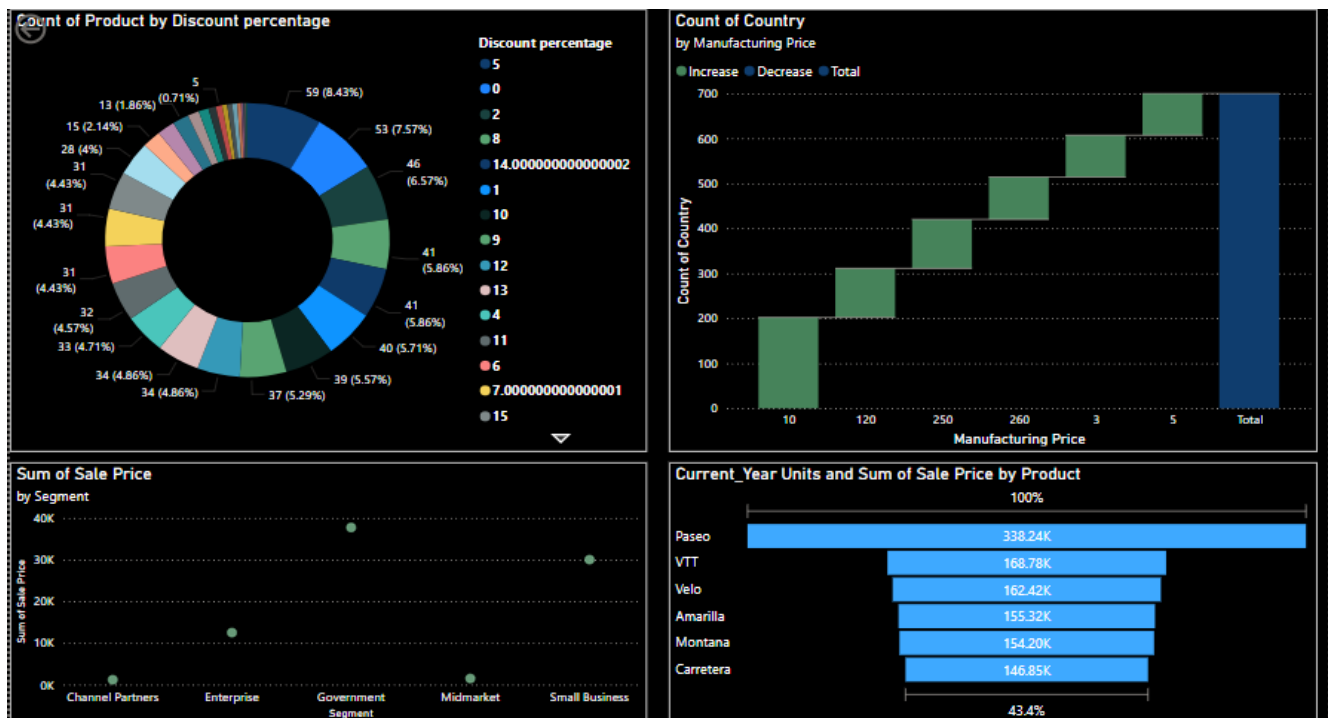 Count of Product by Discount percentage
Discount percentage
5
0
2
8
14.000000000000002
1
10
9
12
13
4
11
6
7.000000000000001
15
59 (8.43%)
53 (7.57%)
46
(6.57%)
41
(5.86%)
41
(5.86%)
40 (5.71%)
39 (5.57%)
37 (5.29%)
34 (4.86%)
34 (4.86%)
33 (4.71%)
32
(4.57%)
31
(4.43%)
31
(4.43%)
31
(4.43%)
28 (4%)
15 (2.14%)
13 (1.86%)
5
(0.71%)
Count of Country
by Manufacturing Price
Increase Decrease Total
Count of Country
700
600
500
400
300
200
100
0
10 120 250 260 3 5 Total
Manufacturing Price
Sum of Sale Price
by Segment
Sum of Sale Price
40K
30K
20K
10K
0K
Channel Partners Enterprise Government Midmarket Small Business
Segment
Current_Year Units and Sum of Sale Price by Product
100%
Paseo 338.24K
VTT 168.78K
Velo 162.42K
Amarilla 155.32K
Montana 154.20K
Carretera 146.85K
43.4%